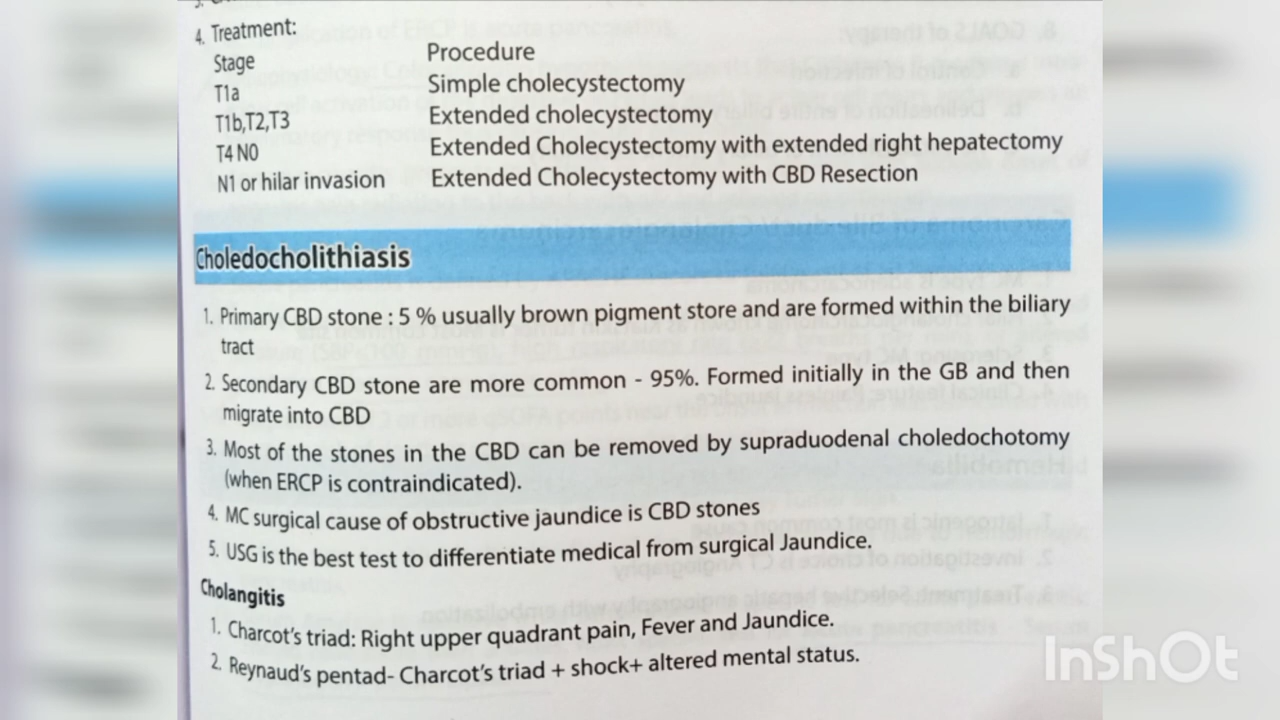 4. Treatment:
Stage Procedure
T1a Simple cholecystectomy
T1b,T2,T3 Extended cholecystectomy
T4 N0 Extended Cholecystectomy with extended right hepatectomy
N1 or hilar invasion Extended Cholecystectomy with CBD Resection
Choledocholithiasis
1. Primary CBD stone : 5 % usually brown pigment store and are formed within the biliary
tract
2. Secondary CBD stone are more common - 95%. Formed initially in the GB and then
migrate into CBD
3. Most of the stones in the CBD can be removed by supraduodenal choledochotomy
(when ERCP is contraindicated).
4. MC surgical cause of obstructive jaundice is CBD stones
5. USG is the best test to differentiate medical from surgical Jaundice.
Cholangitis
1. Charcot's triad: Right upper quadrant pain, Fever and Jaundice.
2. Reynaud's pentad- Charcot's triad + shock+ altered mental status.
InShOt